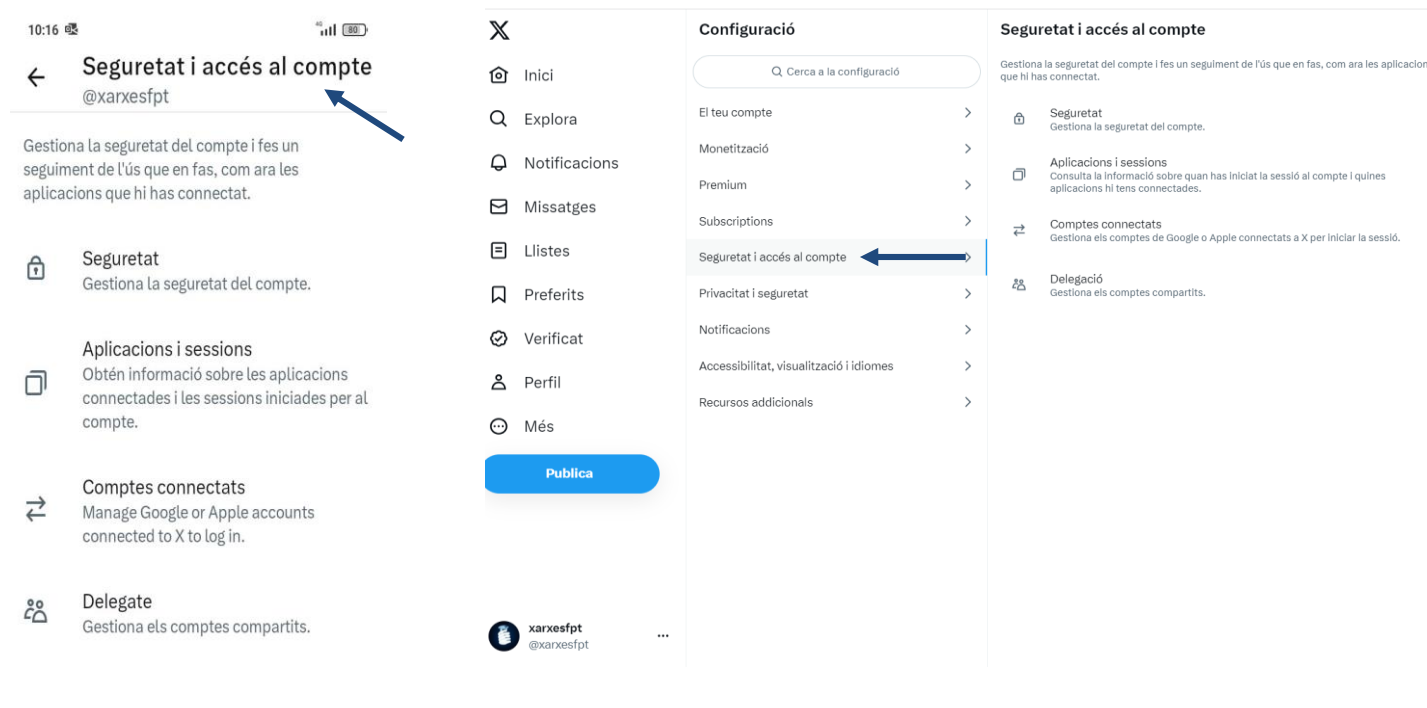 10:16
4G
80
Seguretat i accés al compte
@xarxesfpt
Gestiona la seguretat del compte i fes un
seguiment de l'ús que en fas, com ara les
aplicacions que hi has connectat.
Seguretat
Gestiona la seguretat del compte.
Aplicacions i sessions
Obtén informació sobre les aplicacions
connectades i les sessions iniciades per al
compte.
Comptes connectats
Manage Google or Apple accounts
connected to X to log in.
Delegate
Gestiona els comptes compartits.
Inici
Explora
Notificacions
Missatges
Llistes
Preferits
Verificat
Perfil
Més
Publica
xarxesfpt
@xarxesfpt
Configuració
Cerca a la configuració
El teu compte
Monetització
Premium
Subscriptions
Seguretat i accés al compte
Privacitat i seguretat
Notificacions
Accessibilitat, visualització i idiomes
Recursos addicionals
Seguretat i accés al compte
Gestiona la seguretat del compte i fes un seguiment de l'ús que en fas, com ara les aplicacion
que hi has connectat.
Seguretat
Gestiona la seguretat del compte.
Aplicacions i sessions
Consulta la informació sobre quan has iniciat la sessió al compte i quines
aplicacions hi tens connectades.
Comptes connectats
Gestiona els comptes de Google o Apple connectats a X per iniciar la sessió.
Delegació
Gestiona els comptes compartits.